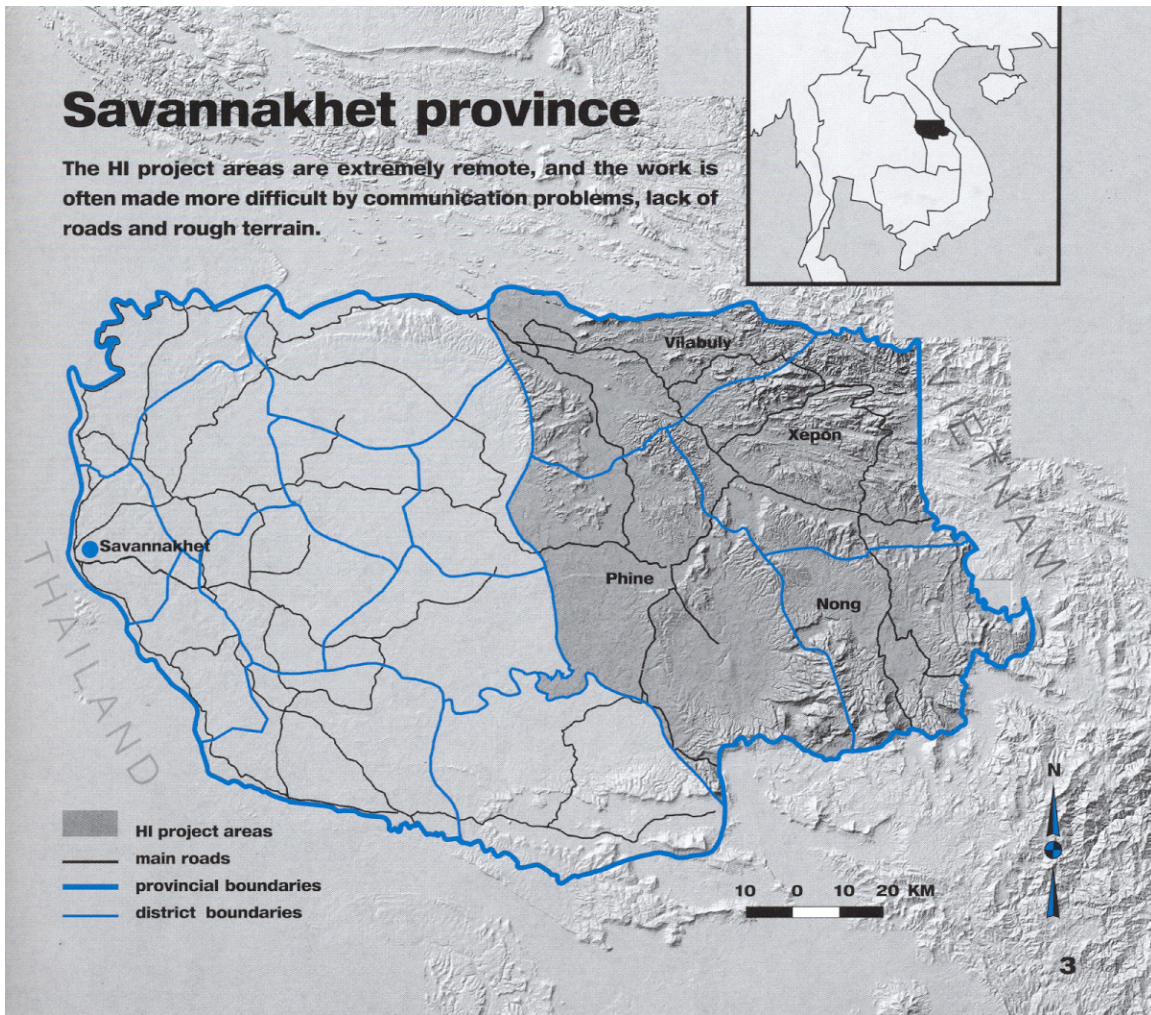 Savannakhet province
The HI project areas are extremely remote, and the work is
often made more difficult by communication problems, lack of
roads and rough terrain.
Vilabuly
Xepon
VIETNAM
Savannakhet
THAILAND
Phine
Nong
N
HI project areas
main roads
provincial boundaries
district boundaries
10 0 10 20 KM
3